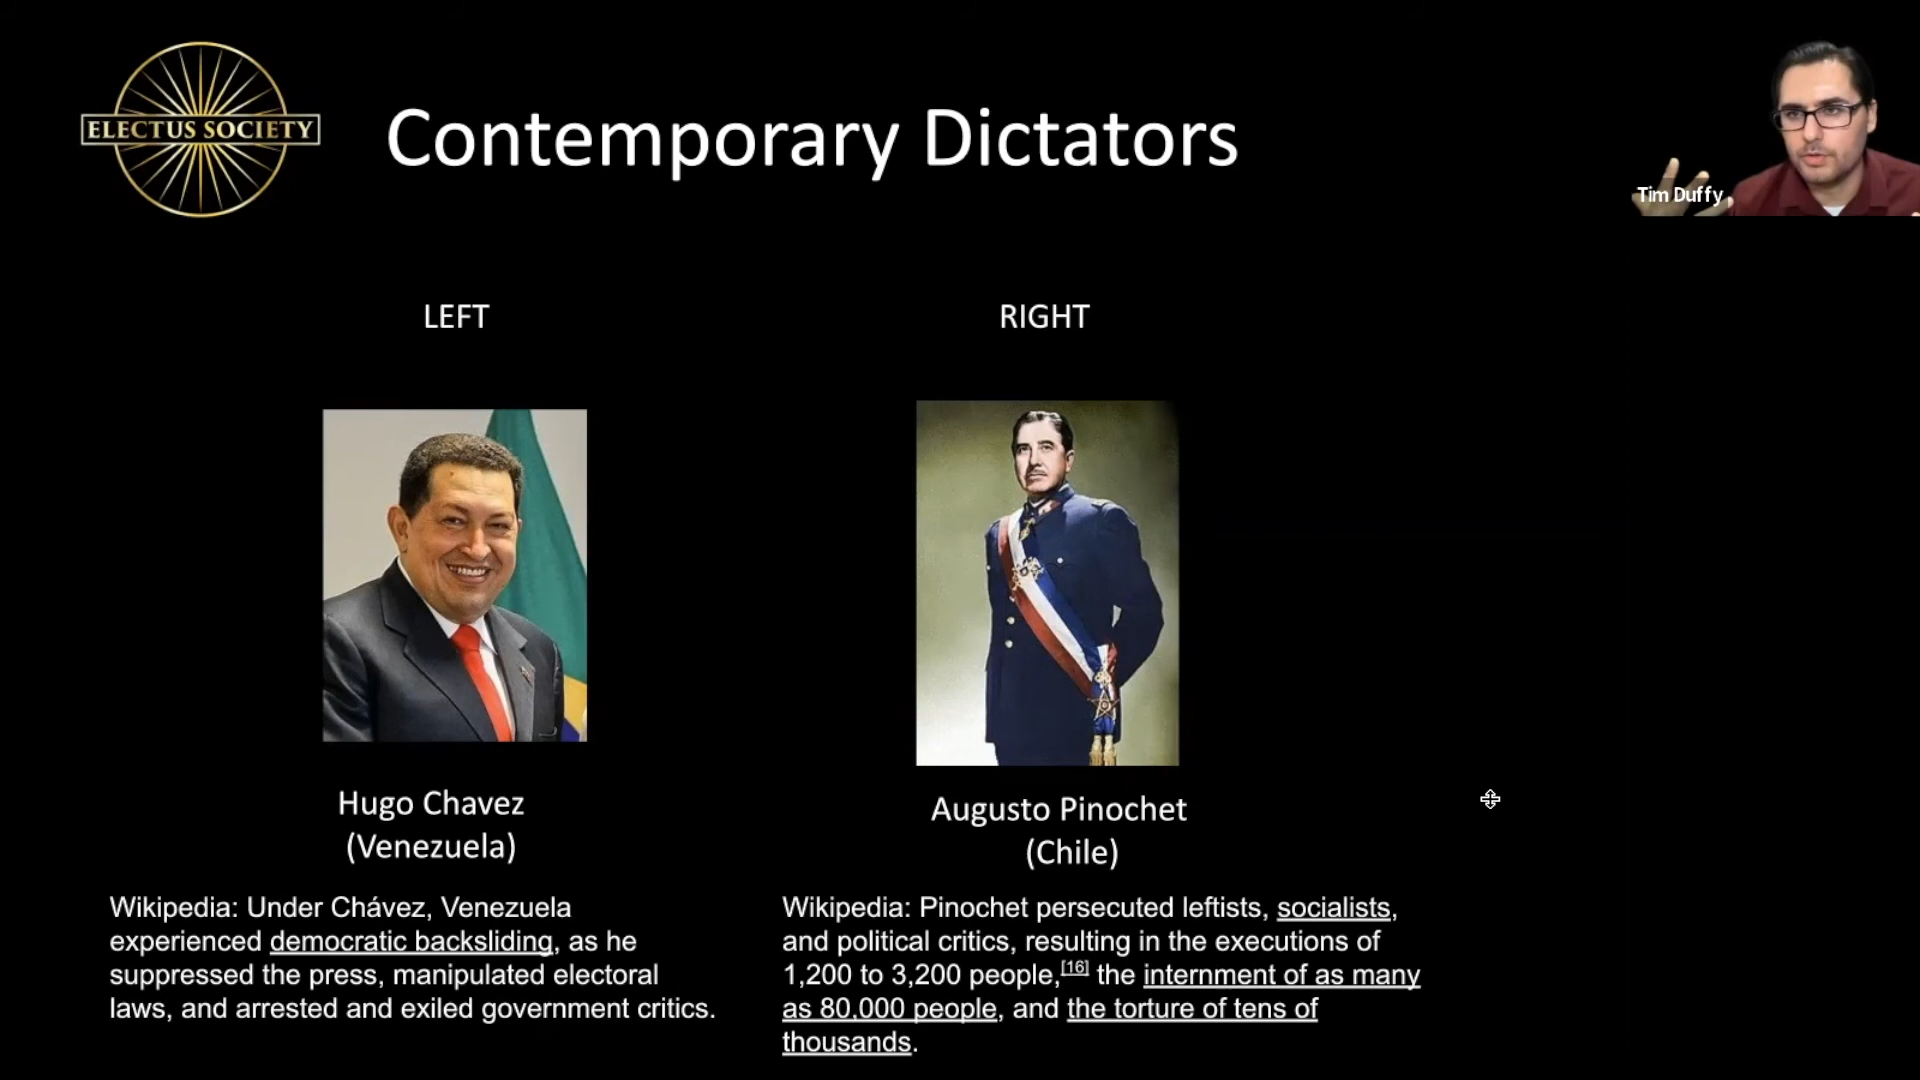 ELECTUS SOCIETY
Contemporary Dictators
Tim Duffy
LEFT
RIGHT
Hugo Chavez
(Venezuela)
Augusto Pinochet
(Chile)
Wikipedia: Under Chávez, Venezuela
experienced democratic backsliding, as he
suppressed the press, manipulated electoral
laws, and arrested and exiled government critics.
Wikipedia: Pinochet persecuted leftists, socialists,
and political critics, resulting in the executions of
1,200 to 3,200 people,[16] the internment of as many
as 80,000 people, and the torture of tens of
thousands.